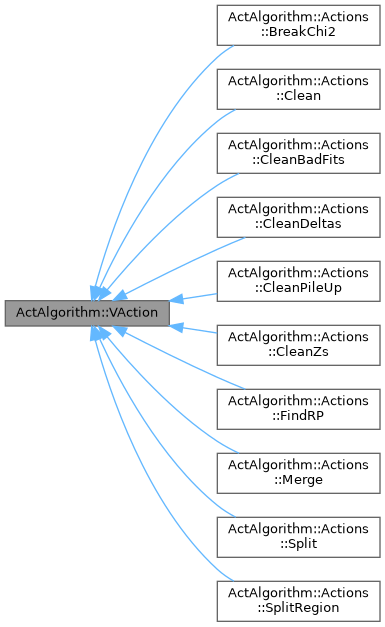 ActAlgorithm::Actions
::BreakChi2
ActAlgorithm::Actions
::Clean
ActAlgorithm::Actions
::CleanBadFits
ActAlgorithm::Actions
::CleanDeltas
ActAlgorithm::Actions
::CleanPileUp
ActAlgorithm::VAction
ActAlgorithm::Actions
::CleanZs
ActAlgorithm::Actions
::FindRP
ActAlgorithm::Actions
::Merge
ActAlgorithm::Actions
::Split
ActAlgorithm::Actions
::SplitRegion